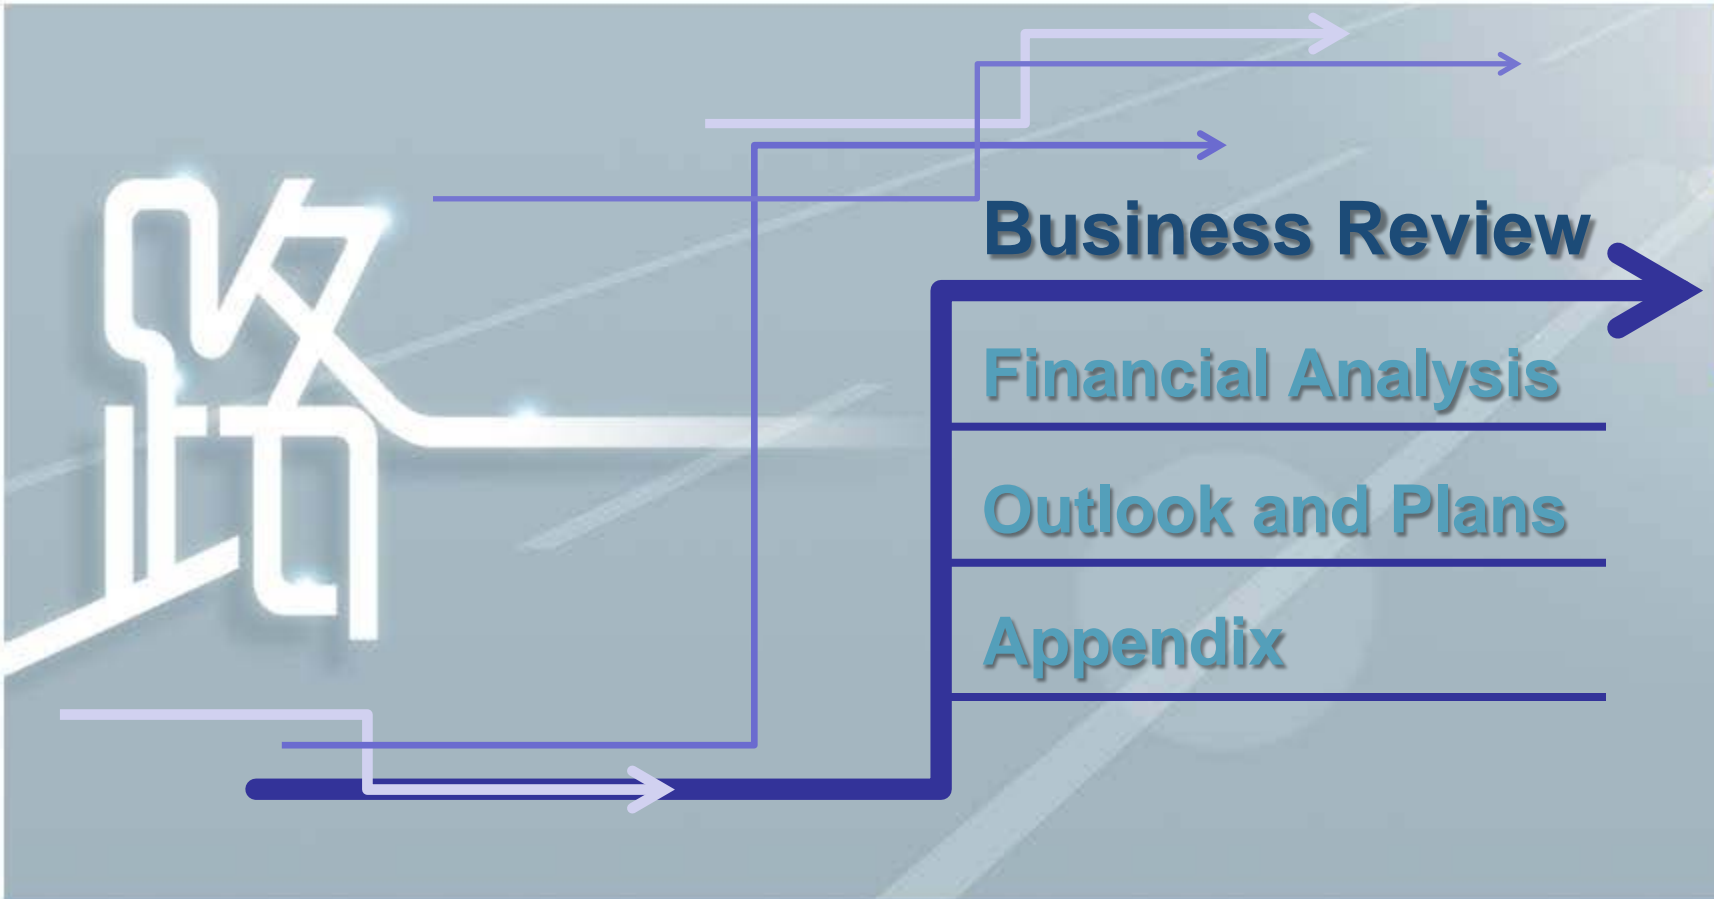 路
Business Review
Financial Analysis
Outlook and Plans
Appendix